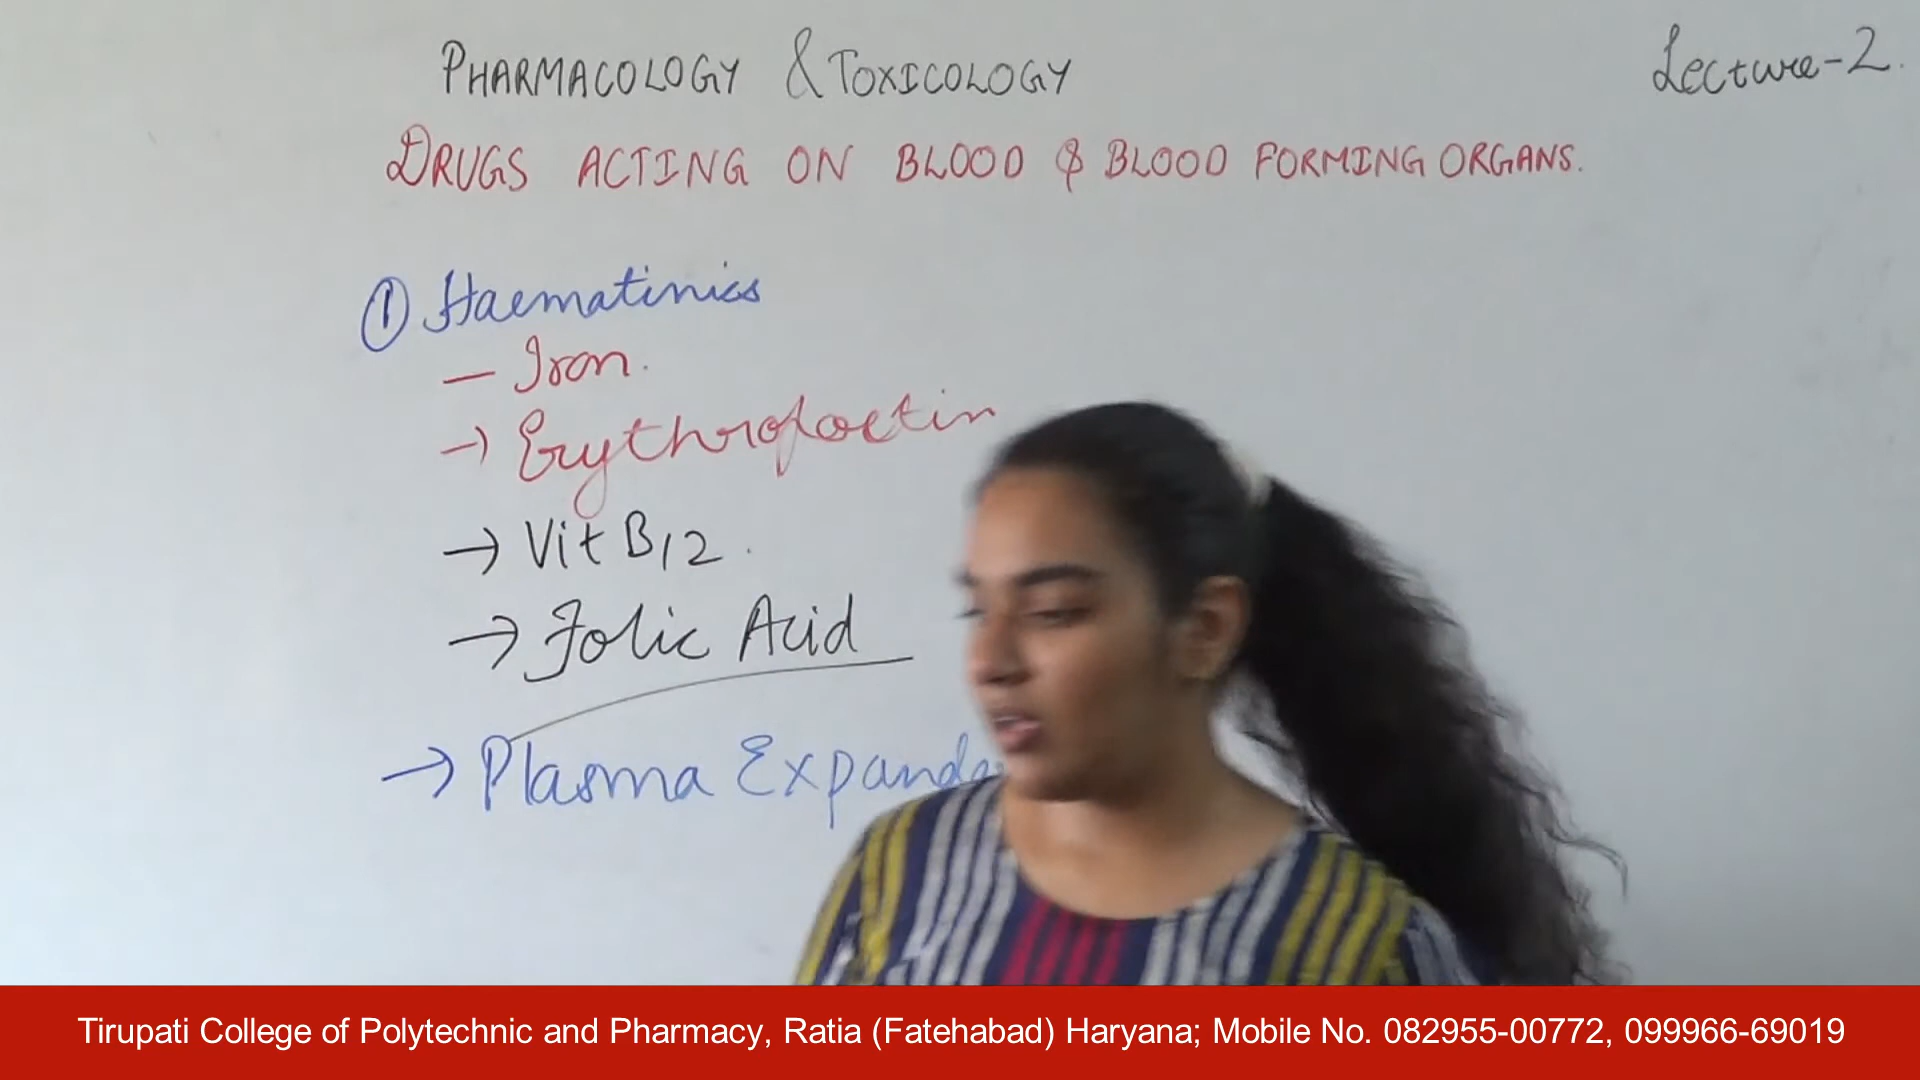 PHARMACOLOGY & TOXICOLOGY
Lecture-2.
DRUGS ACTING ON BLOOD & BLOOD FORMING ORGANS.
① Haematinics
— Iron.
→ Erythropoetin
→ Vit B12.
→ Folic Acid
→ Plasma Expande
Tirupati College of Polytechnic and Pharmacy, Ratia (Fatehabad) Haryana; Mobile No. 082955-00772, 099966-69019